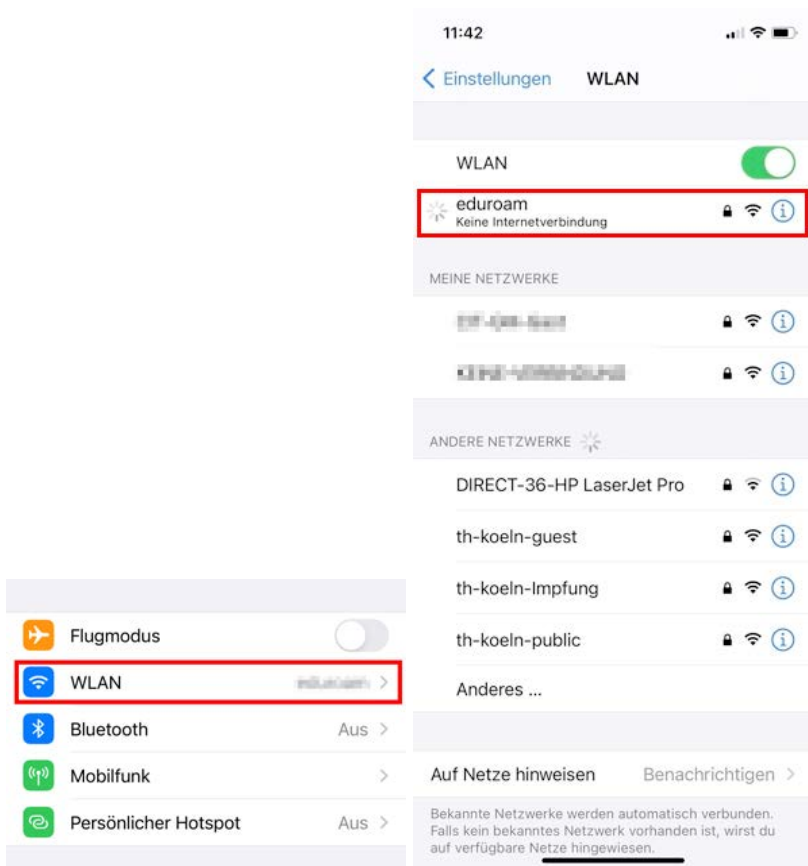 Flugmodus
WLAN
Bluetooth Aus
Mobilfunk
Persönlicher Hotspot Aus
11:42
Einstellungen WLAN
WLAN
eduroam
Keine Internetverbindung
MEINE NETZWERKE
ANDERE NETZWERKE
DIRECT-36-HP LaserJet Pro
th-koeln-guest
th-koeln-Impfung
th-koeln-public
Anderes ...
Auf Netze hinweisen Benachrichtigen
Bekannte Netzwerke werden automatisch verbunden.
Falls kein bekanntes Netzwerk vorhanden ist, wirst du
auf verfügbare Netze hingewiesen.